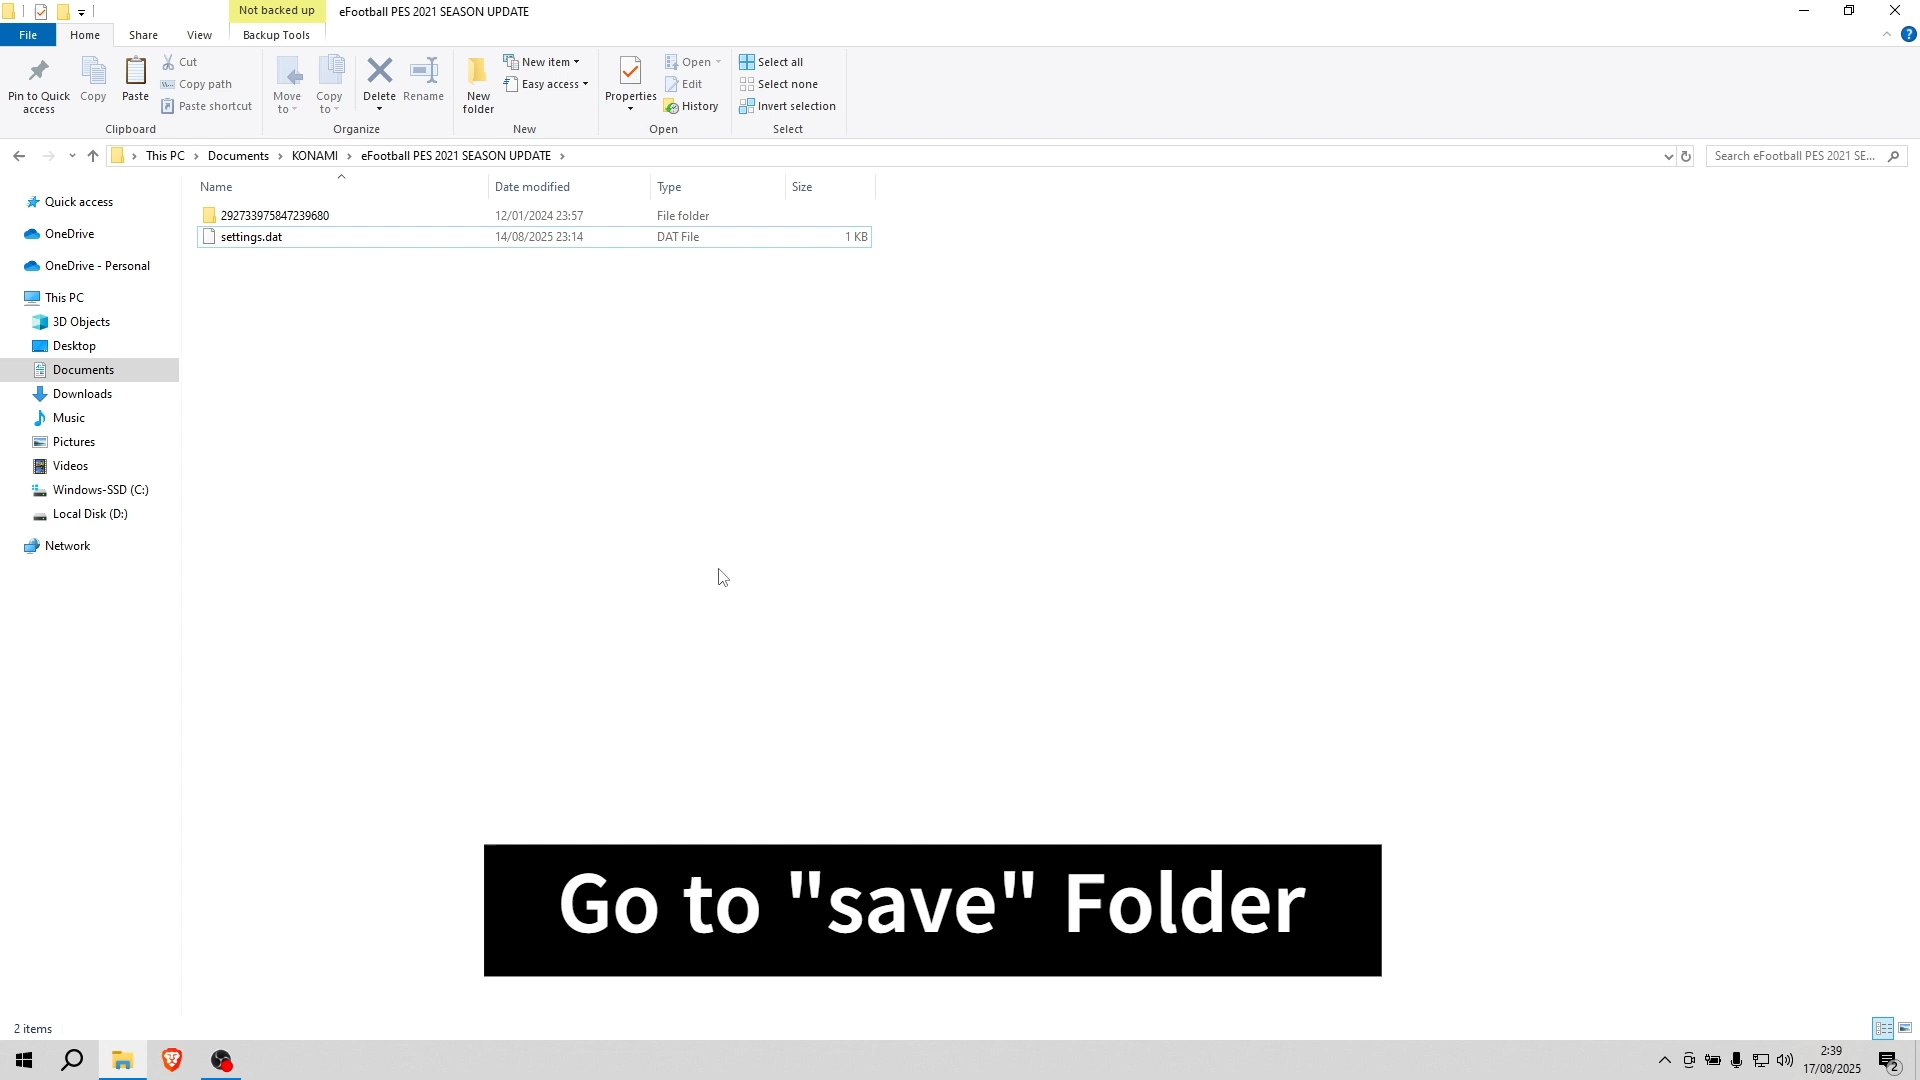 Not backed up
eFootball PES 2021 SEASON UPDATE
File
Home
Share
View
Backup Tools
Pin to Quick access
Copy
Paste
Cut
Copy path
Paste shortcut
Clipboard
Move to
Copy to
Delete
Rename
Organize
New folder
New item
Easy access
New
Properties
Open
Edit
History
Open
Select all
Select none
Invert selection
Select
This PC
Documents
KONAMI
eFootball PES 2021 SEASON UPDATE
Search eFootball PES 2021 SE...
Name
Date modified
Type
Size
292733975847239680
12/01/2024 23:57
File folder
settings.dat
14/08/2025 23:14
DAT File
1 KB
Quick access
OneDrive
OneDrive - Personal
This PC
3D Objects
Desktop
Documents
Downloads
Music
Pictures
Videos
Windows-SSD (C:)
Local Disk (D:)
Network
Go to "save" Folder
2 items
2:39
17/08/2025
2